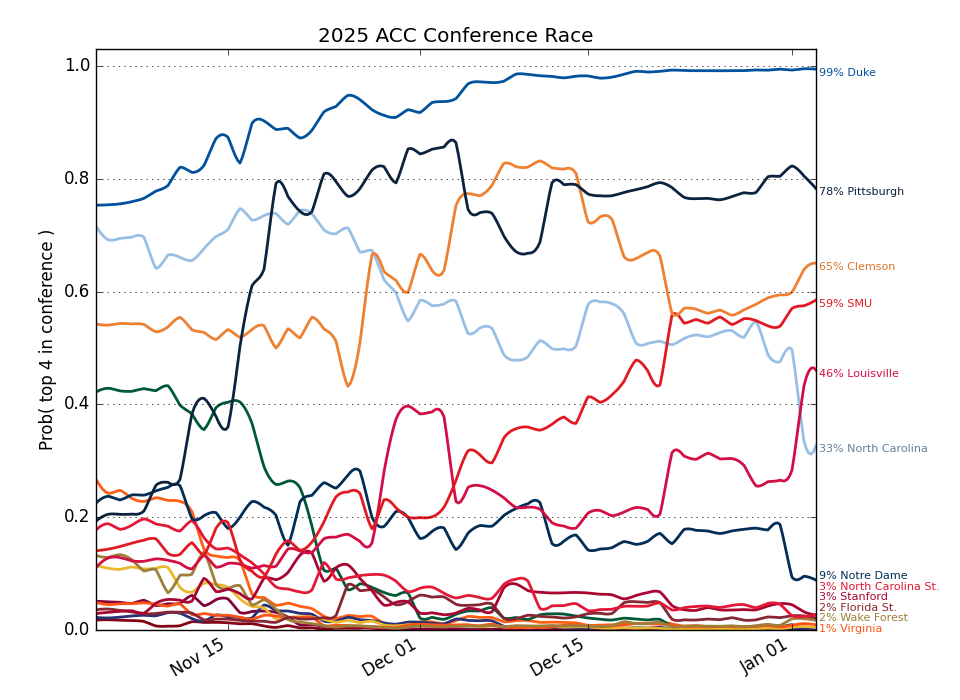 2025 ACC Conference Race
Prob( top 4 in conference )
1.0
0.8
0.6
0.4
0.2
0.0
Nov 15
Dec 01
Dec 15
Jan 01
99% Duke
78% Pittsburgh
65% Clemson
59% SMU
46% Louisville
33% North Carolina
9% Notre Dame
3% North Carolina St.
3% Stanford
2% Florida St.
2% Wake Forest
1% Virginia